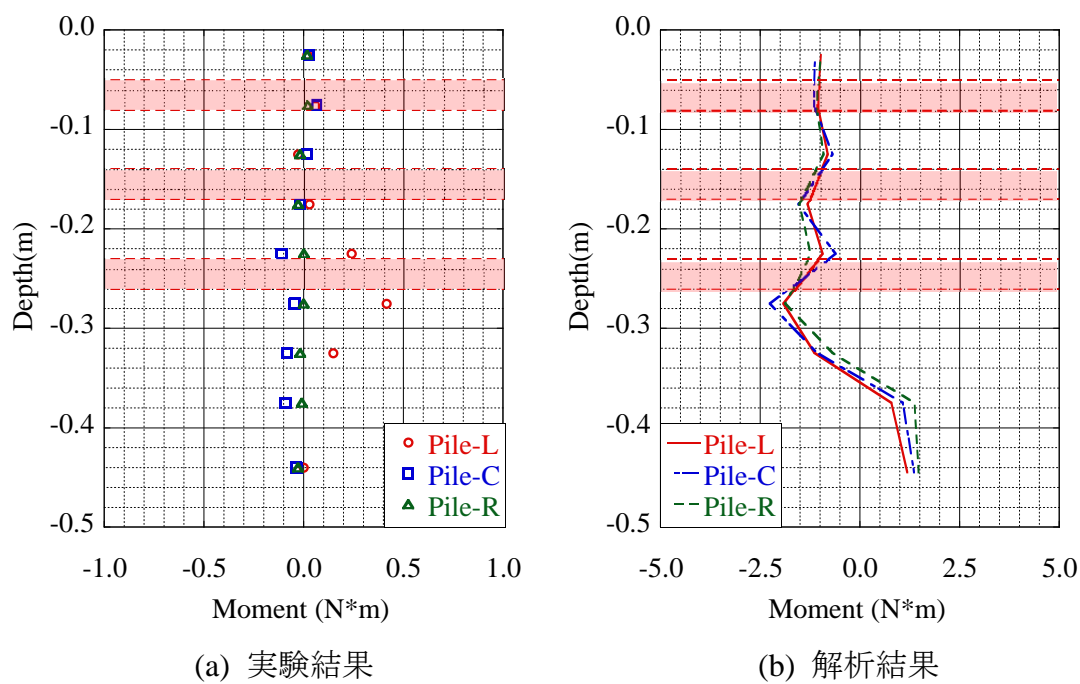 0.0
-0.1
-0.2
-0.3
-0.4
-0.5
Depth(m)
Pile-L
Pile-C
Pile-R
-1.0 -0.5 0.0 0.5 1.0
Moment (N*m)
(a) 実験結果
0.0
-0.1
-0.2
-0.3
-0.4
-0.5
Depth(m)
Pile-L
Pile-C
Pile-R
-5.0 -2.5 0.0 2.5 5.0
Moment (N*m)
(b) 解析結果